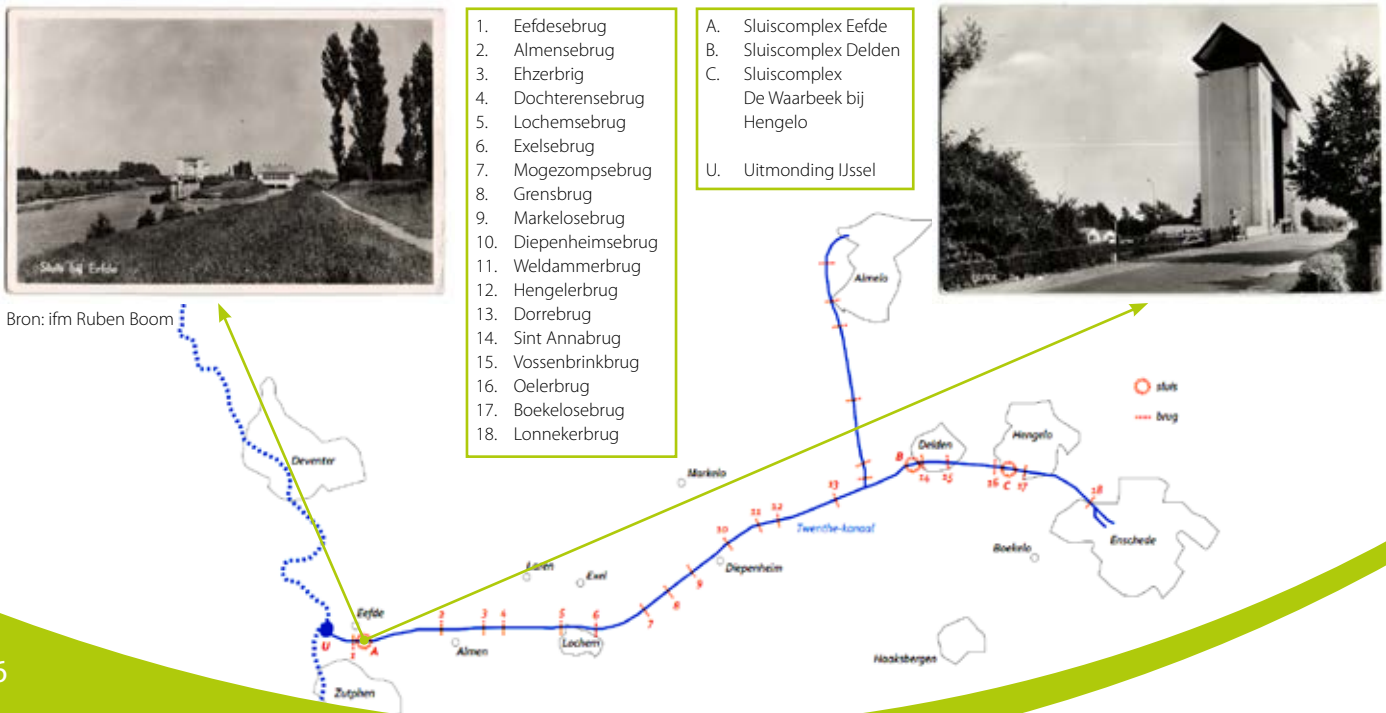 1. Eefdesebrug
2. Almensebrug
3. Ehzerbrig
4. Dochterensebrug
5. Lochemsebrug
6. Exelsebrug
7. Mogezompsebrug
8. Grensbrug
9. Markelosebrug
10. Diepenheimsebrug
11. Weldammerbrug
12. Hengelerbrug
13. Dorrebrug
14. Sint Annabrug
15. Vossenbrinkbrug
16. Oelerbrug
17. Boekelosebrug
18. Lonnekerbrug
A. Sluiscomplex Eefde
B. Sluiscomplex Delden
C. Sluiscomplex
De Waarbeek bij
Hengelo
U. Uitmonding IJssel
Sluis bij Eefde
Bron: ifm Ruben Boom
Almelo
sluis
brug
Deventer
Markelo
Delden
Hengelo
B
14
15
16
C
17
18
13
Twenthe-kanaal
12
11
10
Enschede
Boekelo
Diepenheim
Laren
Exel
9
8
7
Eefde
U
1
A
2
3
4
5
6
Almen
Lochem
Haaksbergen
Zutphen
6